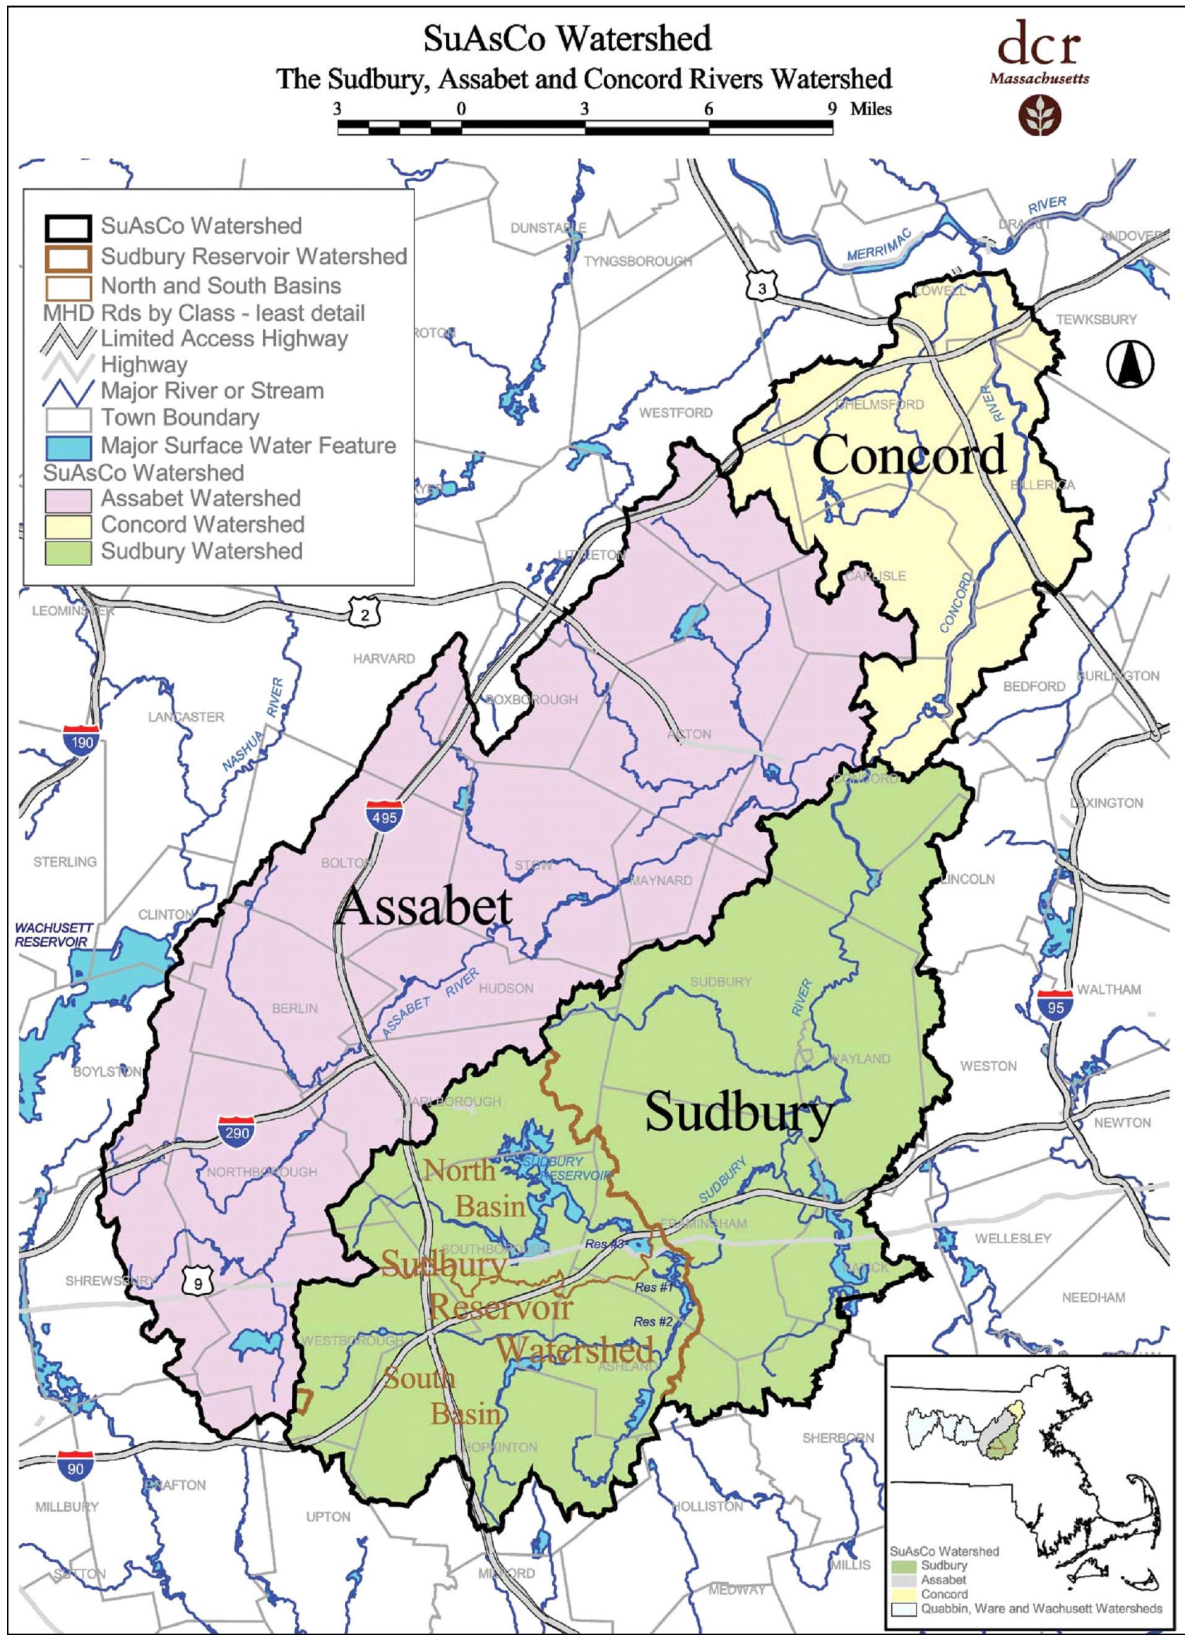 SuAsCo Watershed
The Sudbury, Assabet and Concord Rivers Watershed
3 0 3 6 9 Miles
dcr
Massachusetts
SuAsCo Watershed
Sudbury Reservoir Watershed
North and South Basins
MHD Rds by Class - least detail
Limited Access Highway
Highway
Major River or Stream
Town Boundary
Major Surface Water Feature
SuAsCo Watershed
Assabet Watershed
Concord Watershed
Sudbury Watershed
DUNSTABLE
TYNGSBOROUGH
MERRIMAC
RIVER
DRACUT
ANDOVER
3
LOWELL
TEWKSBURY
ROTON
WESTFORD
CHELMSFORD
RIVER
Concord
BILLERICA
YER
LITTLETON
CARLISLE
CONCORD
LEOMINSTER
2
HARVARD
BOXBOROUGH
BEDFORD
BURLINGTON
LANCASTER
NASHUA RIVER
190
ACTON
CONCORD
LEXINGTON
495
STERLING
BOLTON
STOW
MAYNARD
LINCOLN
CLINTON
Assabet
WACHUSETT
RESERVOIR
ASSABET RIVER
HUDSON
SUDBURY
RIVER
WALTHAM
BERLIN
95
BOYLSTON
WAYLAND
WESTON
MARLBOROUGH
Sudbury
NEWTON
290
NORTHBOROUGH
North
Basin
SUDBURY
RESERVOIR
SUDBURY
FRAMINGHAM
SOUTHBOROUGH
Res #3
WELLESLEY
SHREWSBURY
9
Sudbury
Reservoir
Watershed
Res #1
Res #2
NATICK
NEEDHAM
WESTBOROUGH
ASHLAND
South
Basin
HOPKINTON
SHERBORN
90
GRAFTON
MILLBURY
UPTON
HOLLISTON
SUTTON
MILFORD
MEDWAY
MILLIS
SuAsCo Watershed
Sudbury
Assabet
Concord
Quabbin, Ware and Wachusett Watersheds